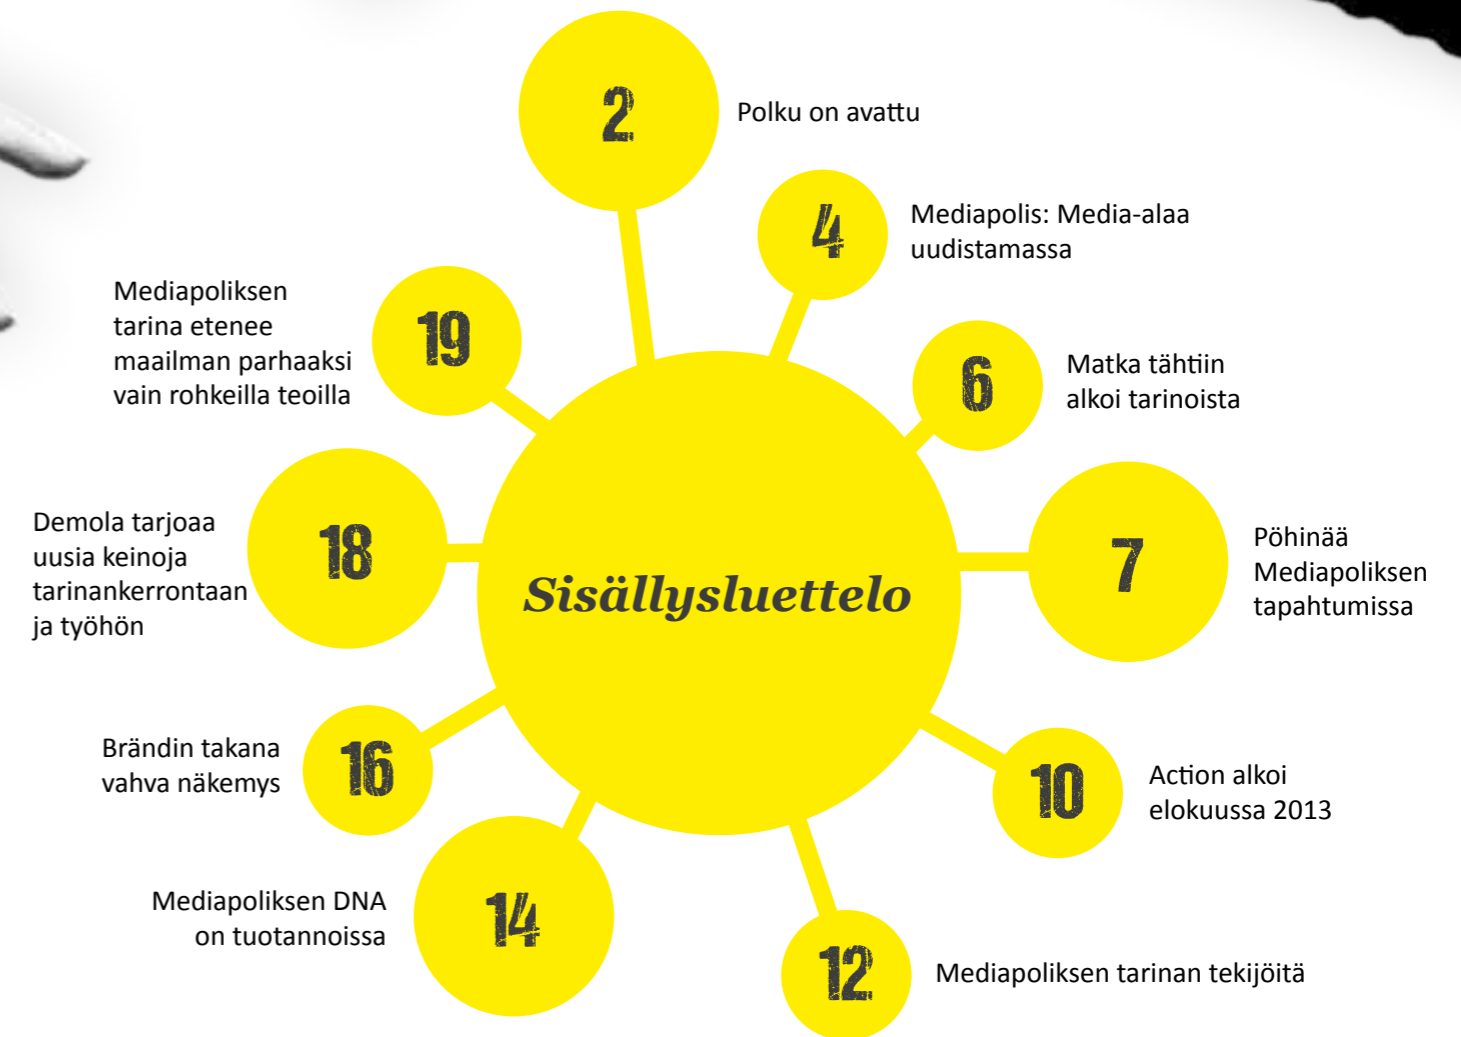 2
Polku on avattu
4
Mediapolis: Media-alaa
uudistamassa
6
Matka tähtiin
alkoi tarinoista
7
Pöhinää
Mediapoliksen
tapahtumissa
10
Action alkoi
elokuussa 2013
12
Mediapoliksen tarinan tekijöitä
14
Mediapoliksen DNA
on tuotannoissa
16
Brändin takana
vahva näkemys
18
Demola tarjoaa
uusia keinoja
tarinankerrontaan
ja työhön
19
Mediapoliksen
tarina etenee
maailman parhaaksi
vain rohkeilla teoilla
Sisällysluettelo